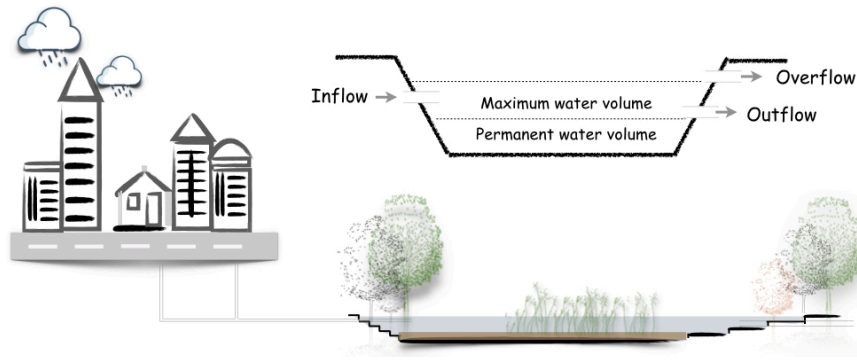 Overflow
Inflow
Maximum water volume
Outflow
Permanent water volume